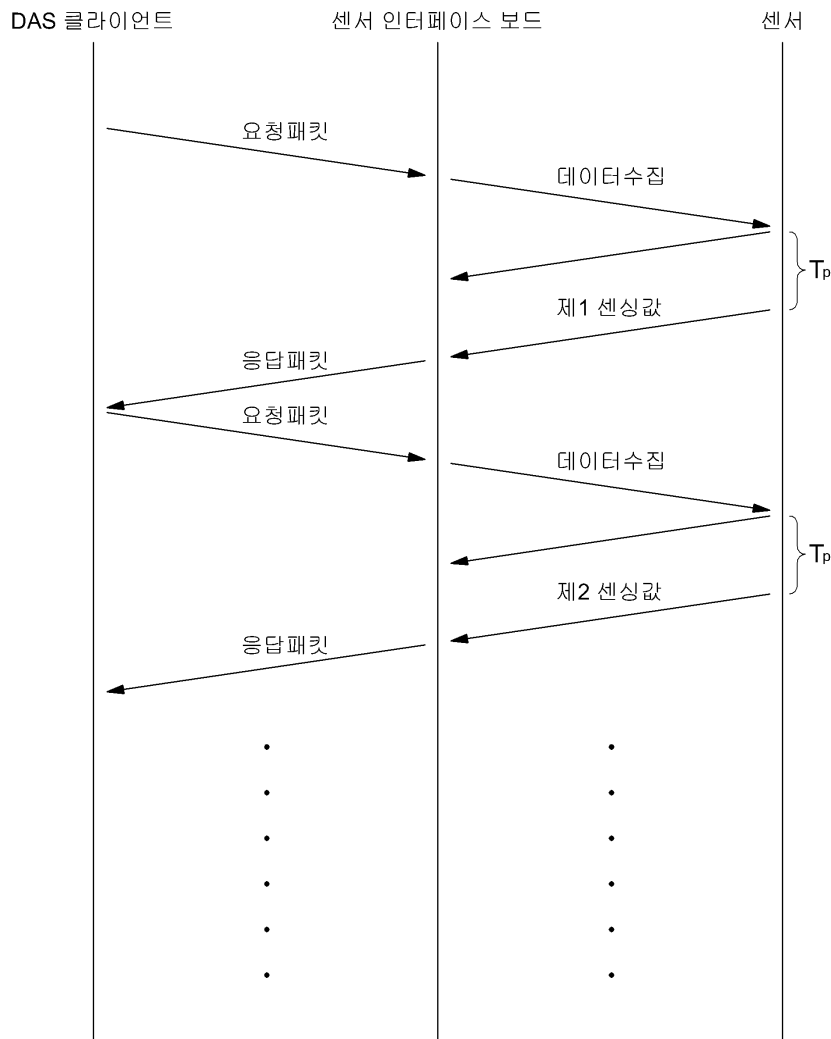 DAS 클라이언트 센서 인터페이스 보드 센서
요청패킷
데이터수집
Tp
제1 센싱값
응답패킷
요청패킷
데이터수집
Tp
제2 센싱값
응답패킷